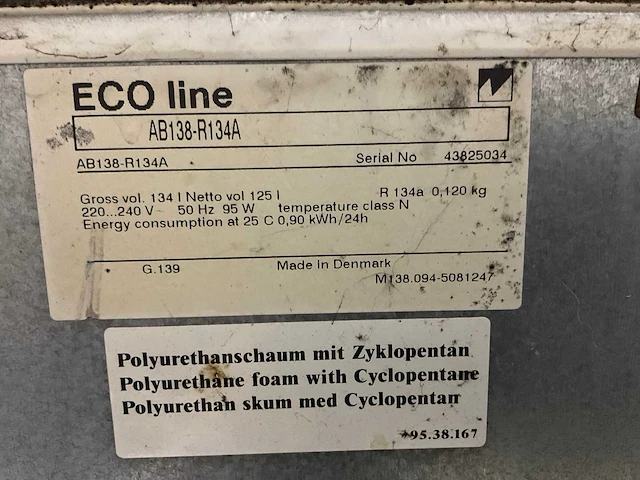 ECO line
AB138-R134A
AB138-R134A Serial No 43825034
Gross vol. 134 l Netto vol 125 l R 134a 0,120 kg
220...240 V 50 Hz 95 W temperature class N
Energy consumption at 25 C 0,90 kWh/24h
G.139 Made in Denmark
M138.094-5081247
Polyurethanschaum mit Zyklopentan
Polyurethane foam with Cyclopentane
Polyurethan skum med Cyclopentan
95.38.167